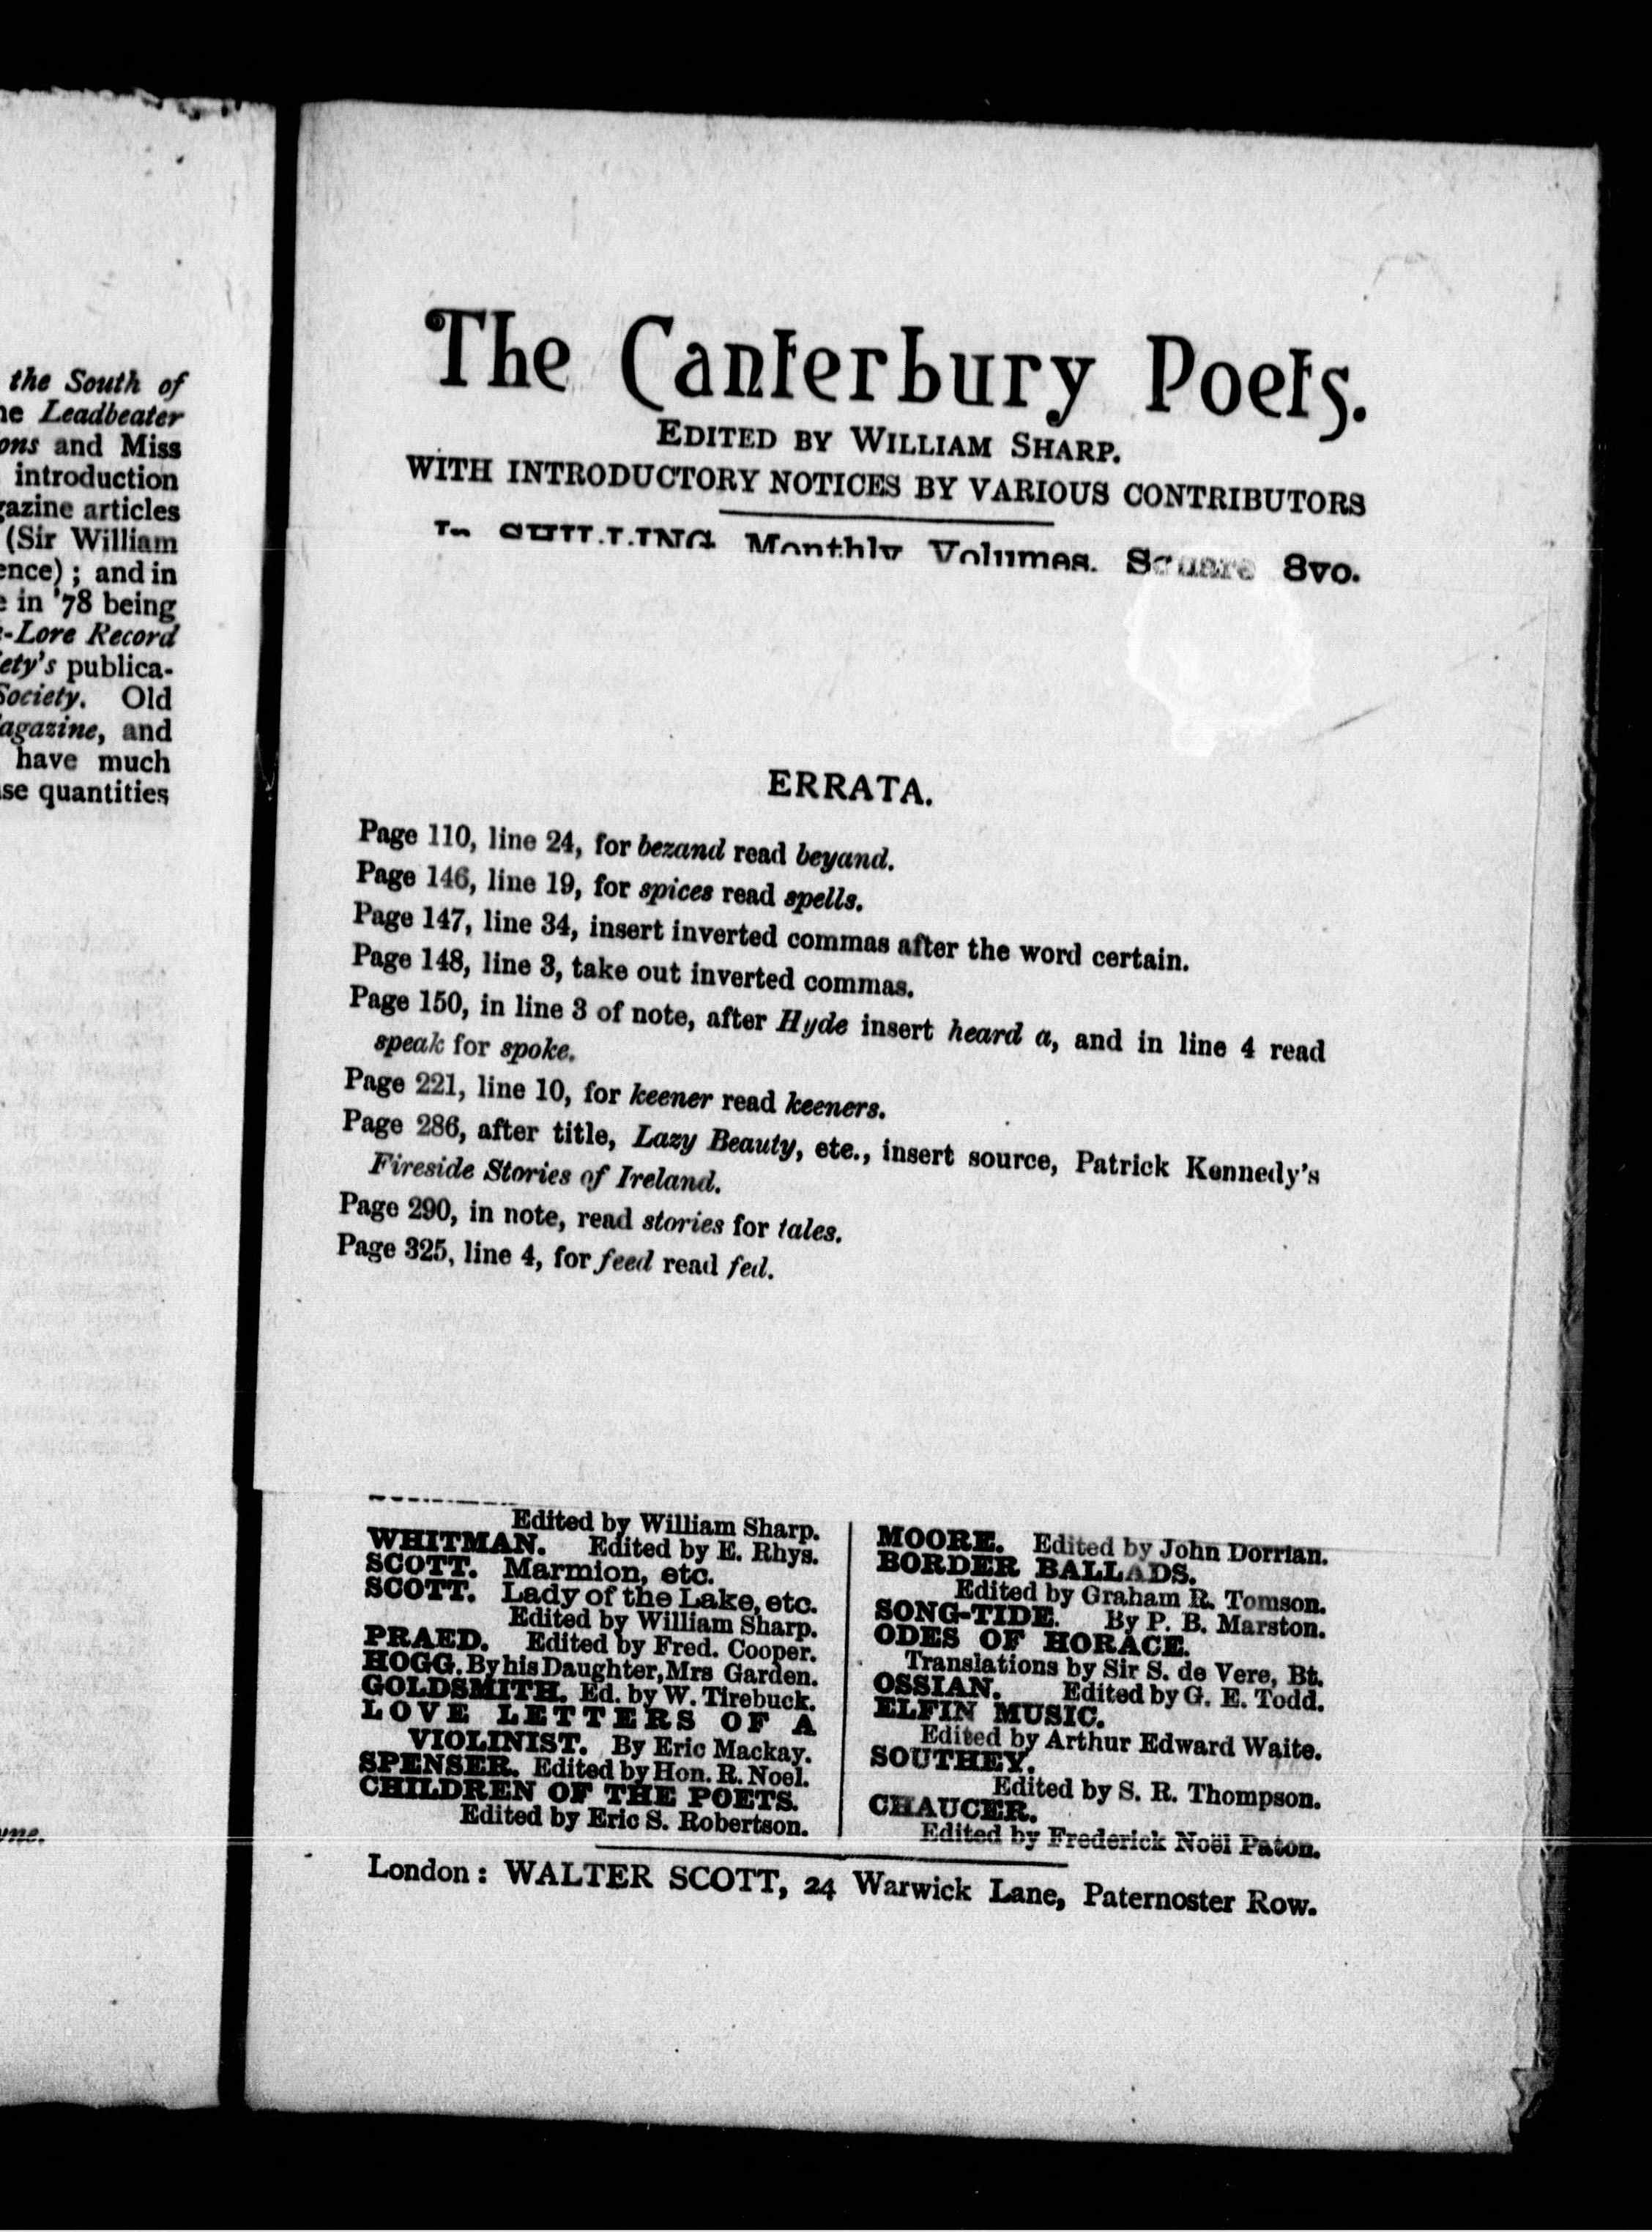 the South of
Leadbeater
and Miss
introduction
articles
(Sir William
; and in
in '78 being
-Lore Record
publica-
Society. Old
and
have much
quantities
The Canterbury Poets.
EDITED BY WILLIAM SHARP.
WITH INTRODUCTORY NOTICES BY VARIOUS CONTRIBUTORS
In SHILLING Monthly Volumes. Square 8vo.
ERRATA.
Page 110, line 24, for bezand read beyand.
Page 146, line 19, for spices read spells.
Page 147, line 34, insert inverted commas after the word certain.
Page 148, line 3, take out inverted commas.
Page 150, in line 3 of note, after Hyde insert heard a, and in line 4 read
speak for spoke.
Page 221, line 10, for keener read keeners.
Page 286, after title, Lazy Beauty, etc., insert source, Patrick Kennedy's
Fireside Stories of Ireland.
Page 290, in note, read stories for tales.
Page 325, line 4, for feed read fed.
Edited by William Sharp.
WHITMAN. Edited by E. Rhys.
SCOTT. Marmion, etc.
SCOTT. Lady of the Lake, etc.
Edited by William Sharp.
PRAED. Edited by Fred. Cooper.
HOGG. By his Daughter, Mrs Garden.
GOLDSMITH. Ed. by W. Tirebuck.
LOVE LETTERS OF A
VIOLINIST. By Eric Mackay.
SPENSER. Edited by Hon. R. Noel.
CHILDREN OF THE POETS.
Edited by Eric S. Robertson.
MOORE. Edited by John Dorrian.
BORDER BALLADS.
Edited by Graham R. Tomson.
SONG-TIDE. By P. B. Marston.
ODES OF HORACE.
Translations by Sir S. de Vere, Bt.
OSSIAN. Edited by G. E. Todd.
ELFIN MUSIC.
Edited by Arthur Edward Waite.
SOUTHEY.
Edited by S. R. Thompson.
CHAUCER.
Edited by Frederick Noël Paton.
London: WALTER SCOTT, 24 Warwick Lane, Paternoster Row.